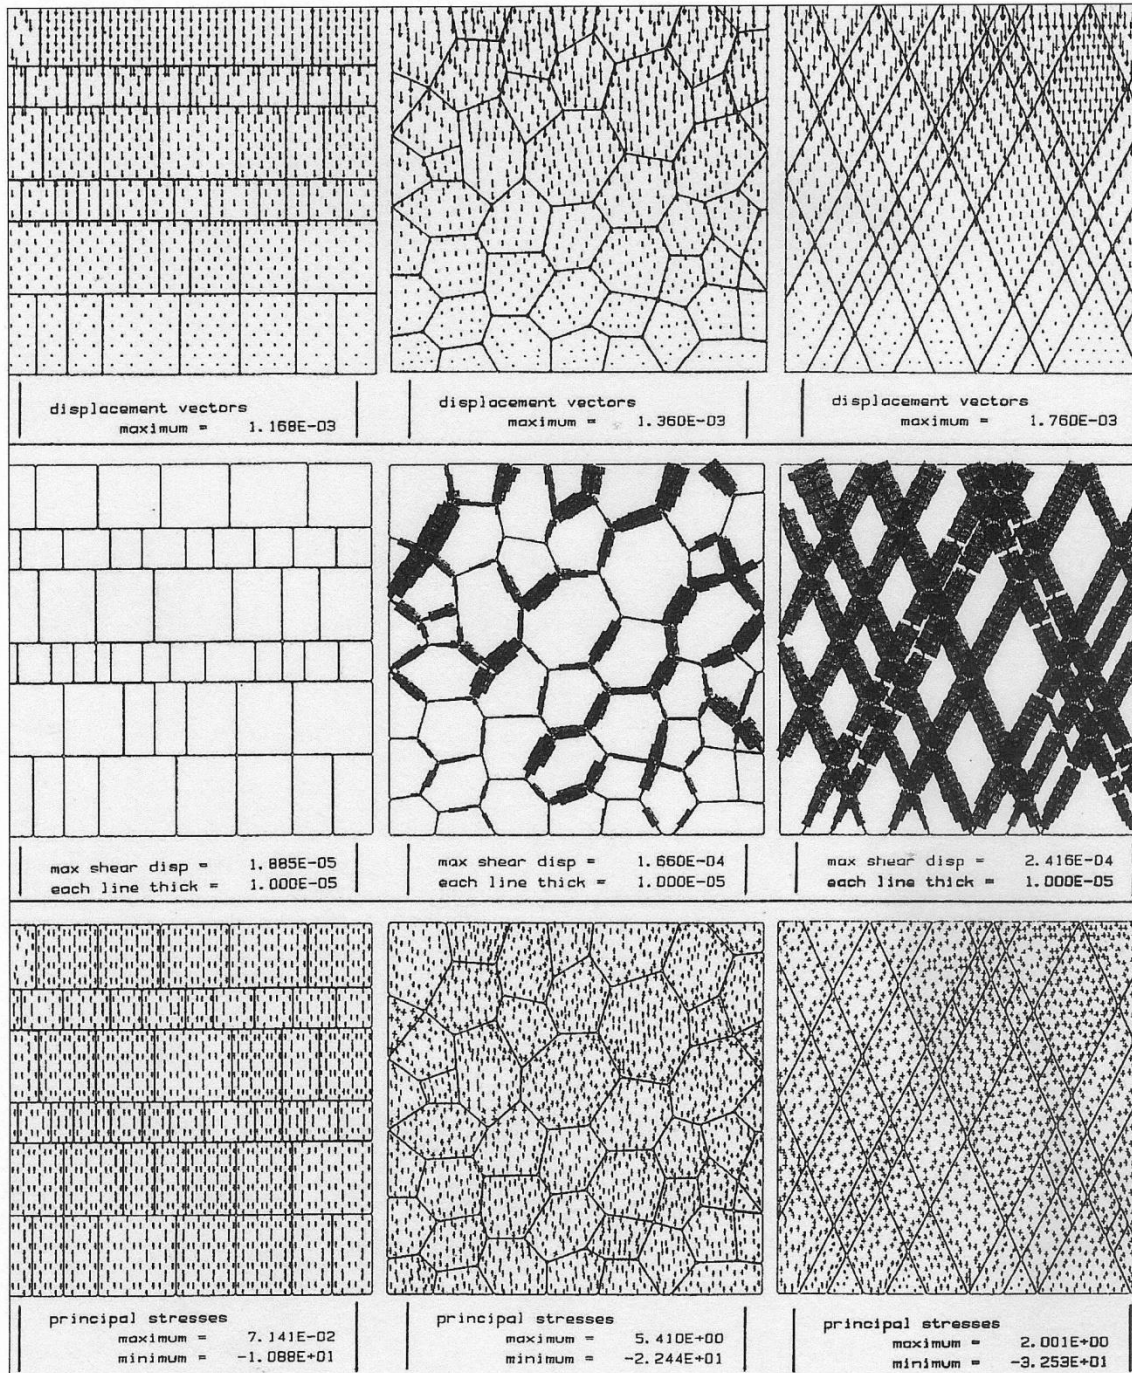 displacement vectors
maximum = 1.168E-03
displacement vectors
maximum = 1.360E-03
displacement vectors
maximum = 1.760E-03
max shear disp = 1.885E-05
each line thick = 1.000E-05
max shear disp = 1.660E-04
each line thick = 1.000E-05
max shear disp = 2.416E-04
each line thick = 1.000E-05
principal stresses
maximum = 7.141E-02
minimum = -1.088E+01
principal stresses
maximum = 5.410E+00
minimum = -2.244E+01
principal stresses
maximum = 2.001E+00
minimum = -3.253E+01